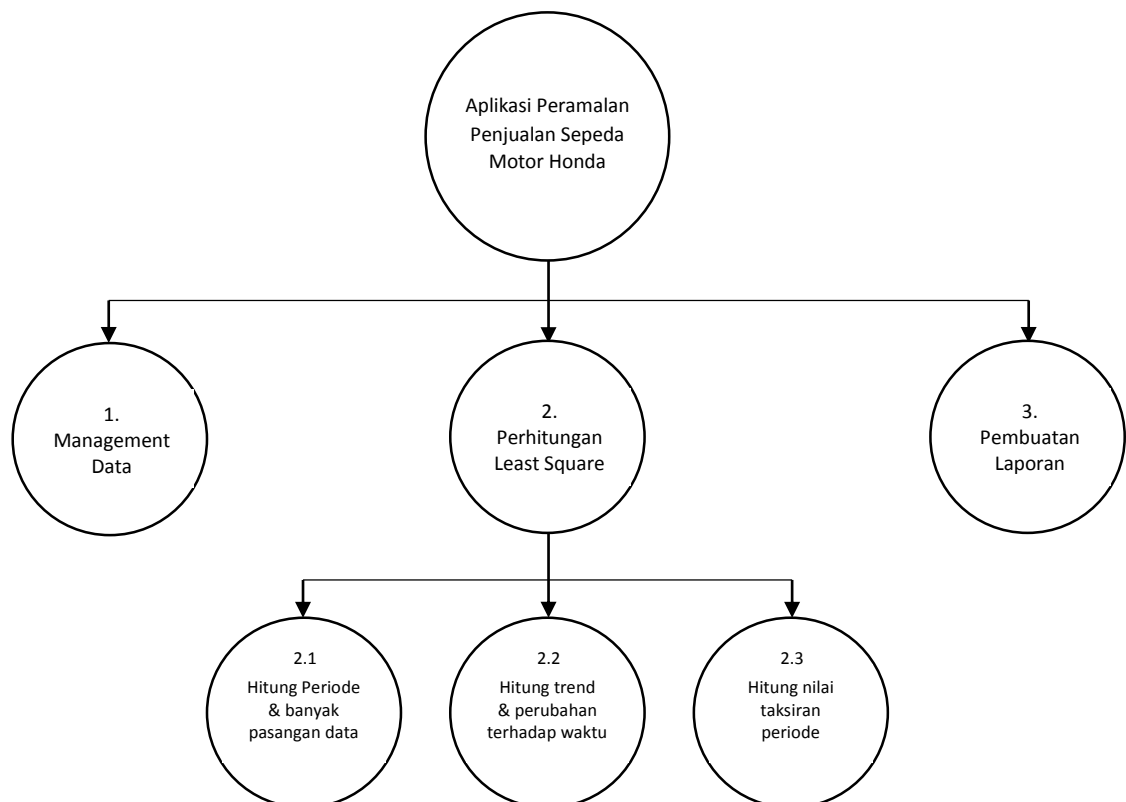 Aplikasi Peramalan
Penjualan Sepeda
Motor Honda
1.
Management
Data
2.
Perhitungan
Least Square
3.
Pembuatan
Laporan
2.1
Hitung Periode
& banyak
pasangan data
2.2
Hitung trend
& perubahan
terhadap waktu
2.3
Hitung nilai
taksiran
periode